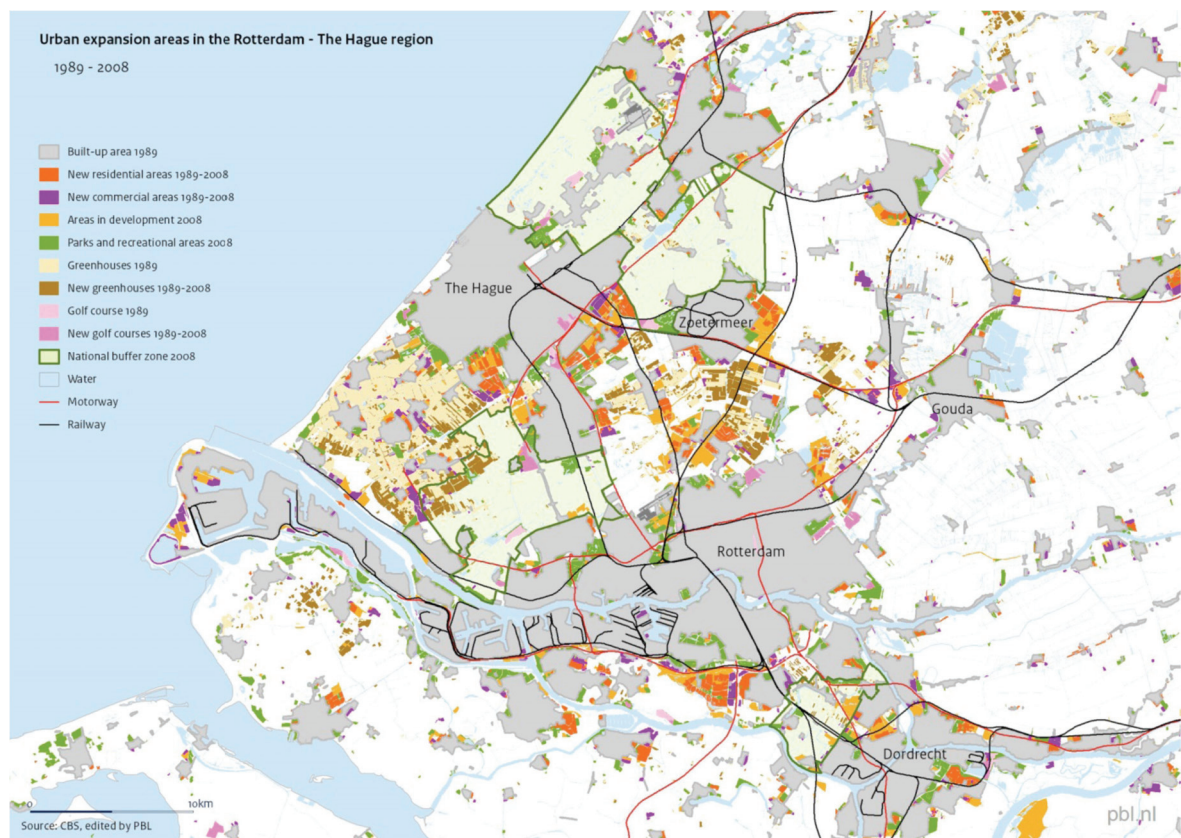 Urban expansion areas in the Rotterdam - The Hague region
1989 - 2008
Built-up area 1989
New residential areas 1989-2008
New commercial areas 1989-2008
Areas in development 2008
Parks and recreational areas 2008
Greenhouses 1989
New greenhouses 1989-2008
Golf course 1989
New golf courses 1989-2008
National buffer zone 2008
Water
Motorway
Railway
The Hague
Zoetermeer
Gouda
Rotterdam
Dordrecht
0 10km
Source: CBS, edited by PBL
pbl.nl